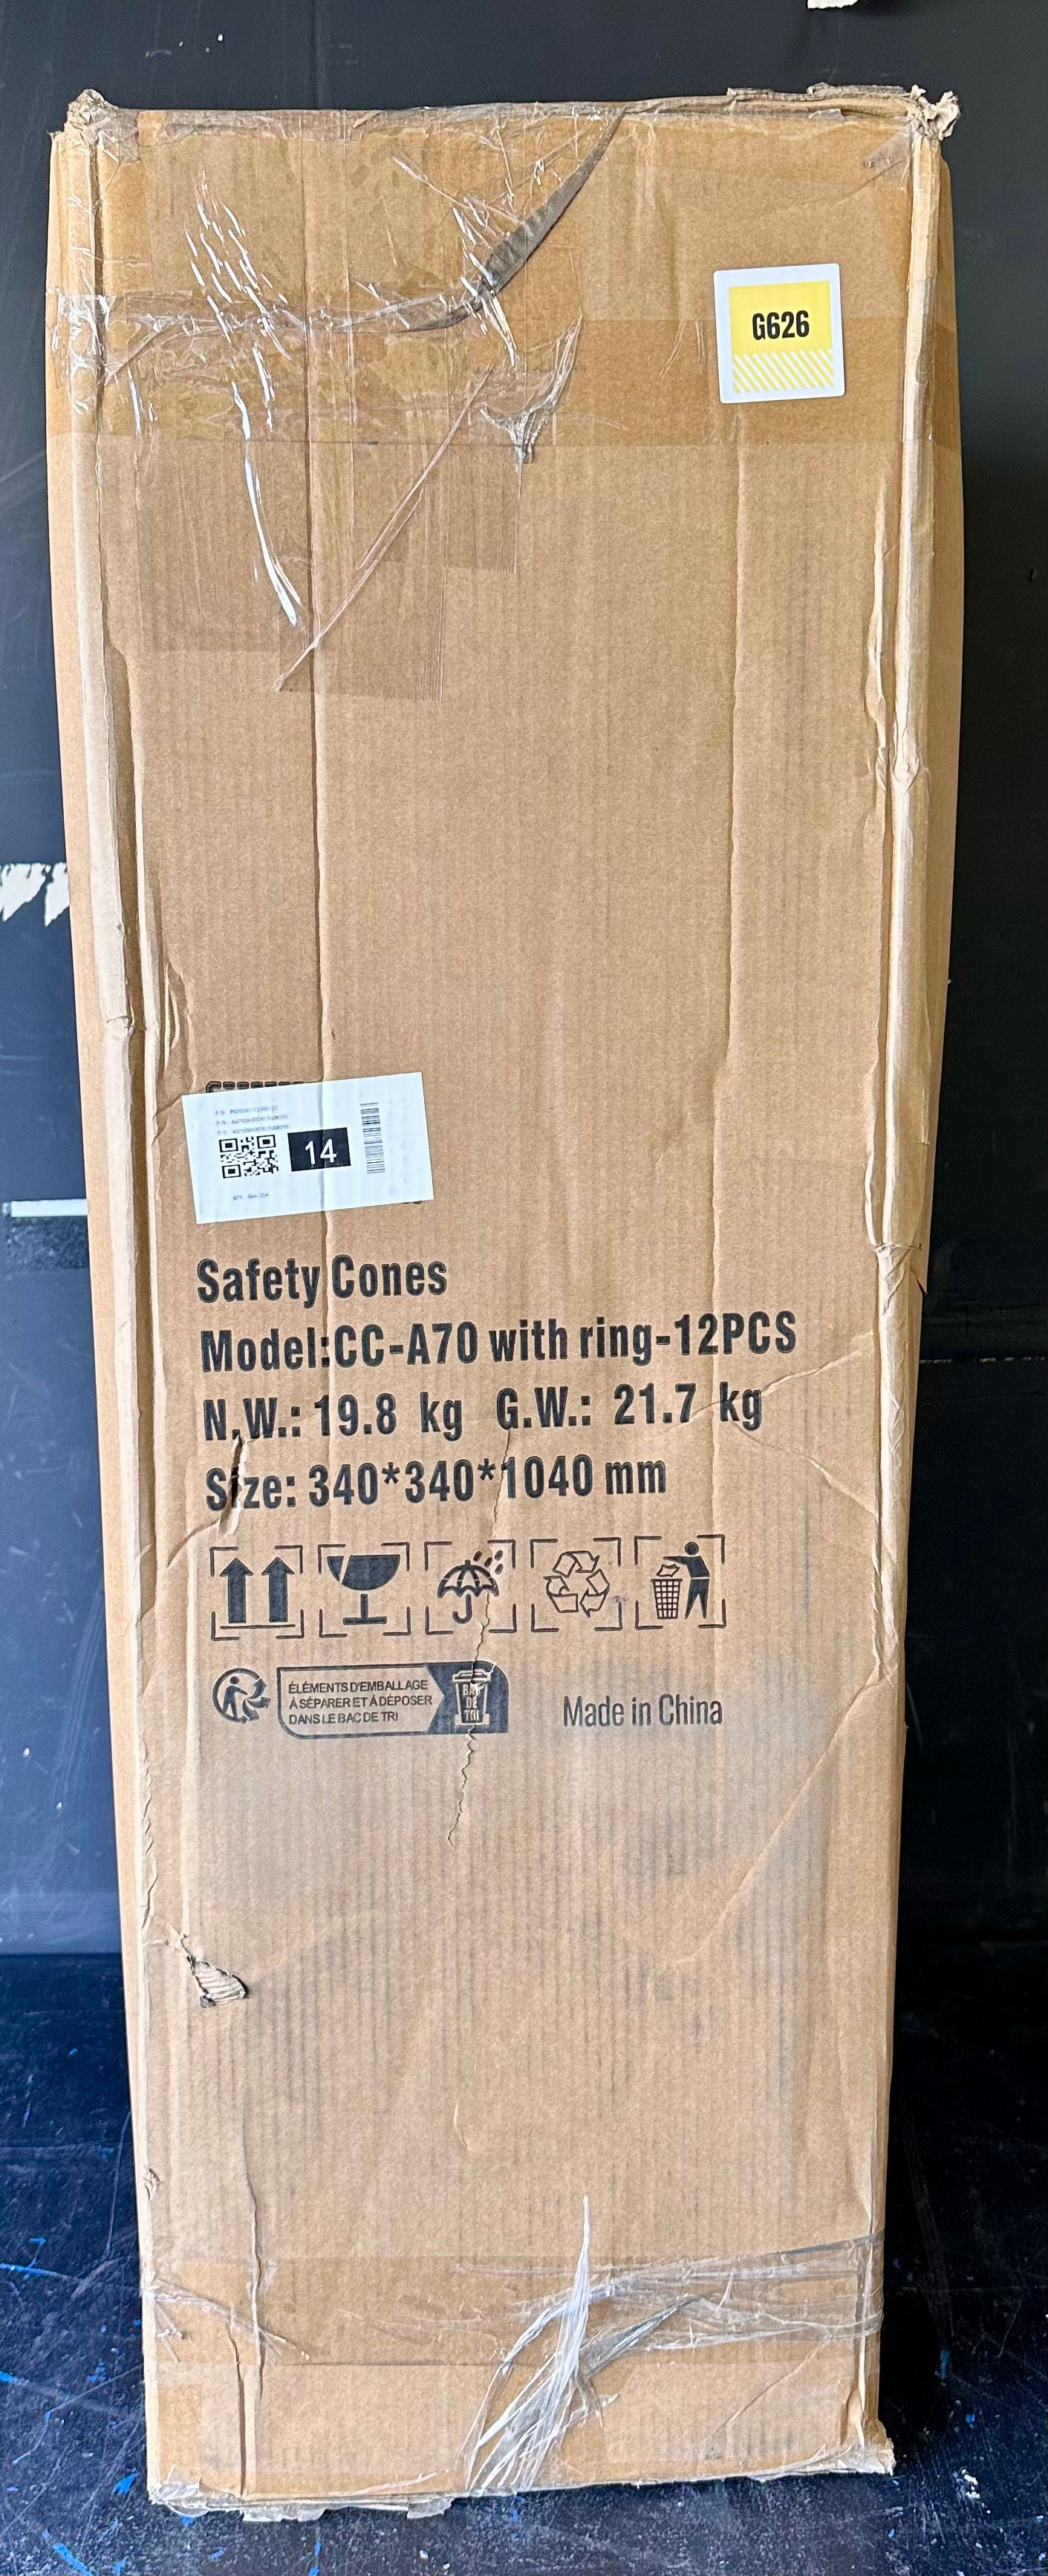 G626
14
Safety Cones
Model:CC-A70 with ring-12PCS
N.W.: 19.8 kg G.W.: 21.7 kg
Size: 340*340*1040 mm
ÉLÉMENTS D'EMBALLAGE
À SÉPARER ET À DÉPOSER
DANS LE BAC DE TRI
BAC
DE
TRI
Made in China